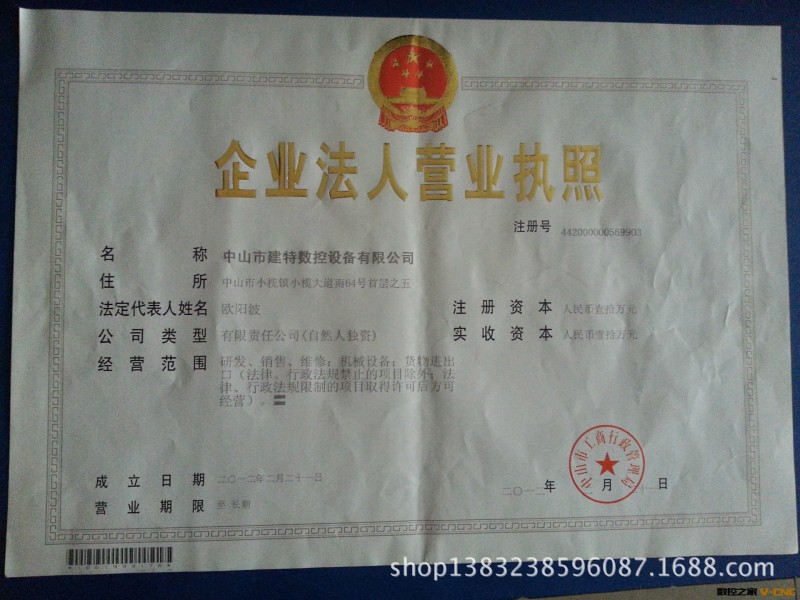 企业法人营业执照
注册号 442000000569903
名称 中山市建特数控设备有限公司
住所 中山市小榄镇小榄大道南64号首层之五
法定代表人姓名 欧阳波 注册资本 人民币壹拾万元
公司类型 有限责任公司(自然人独资) 实收资本 人民币壹拾万元
经营范围 研发、销售、维修：机械设备；货物进出
口（法律、行政法规禁止的项目除外；法
律、行政法规限制的项目取得许可后方可
经营）。
成立日期 二〇一二年二月二十一日
营业期限 至 长期
中山市工商行政管理局
二〇一二年 月 日
shop1383238596087.1688.com
数控之家 V-CNC